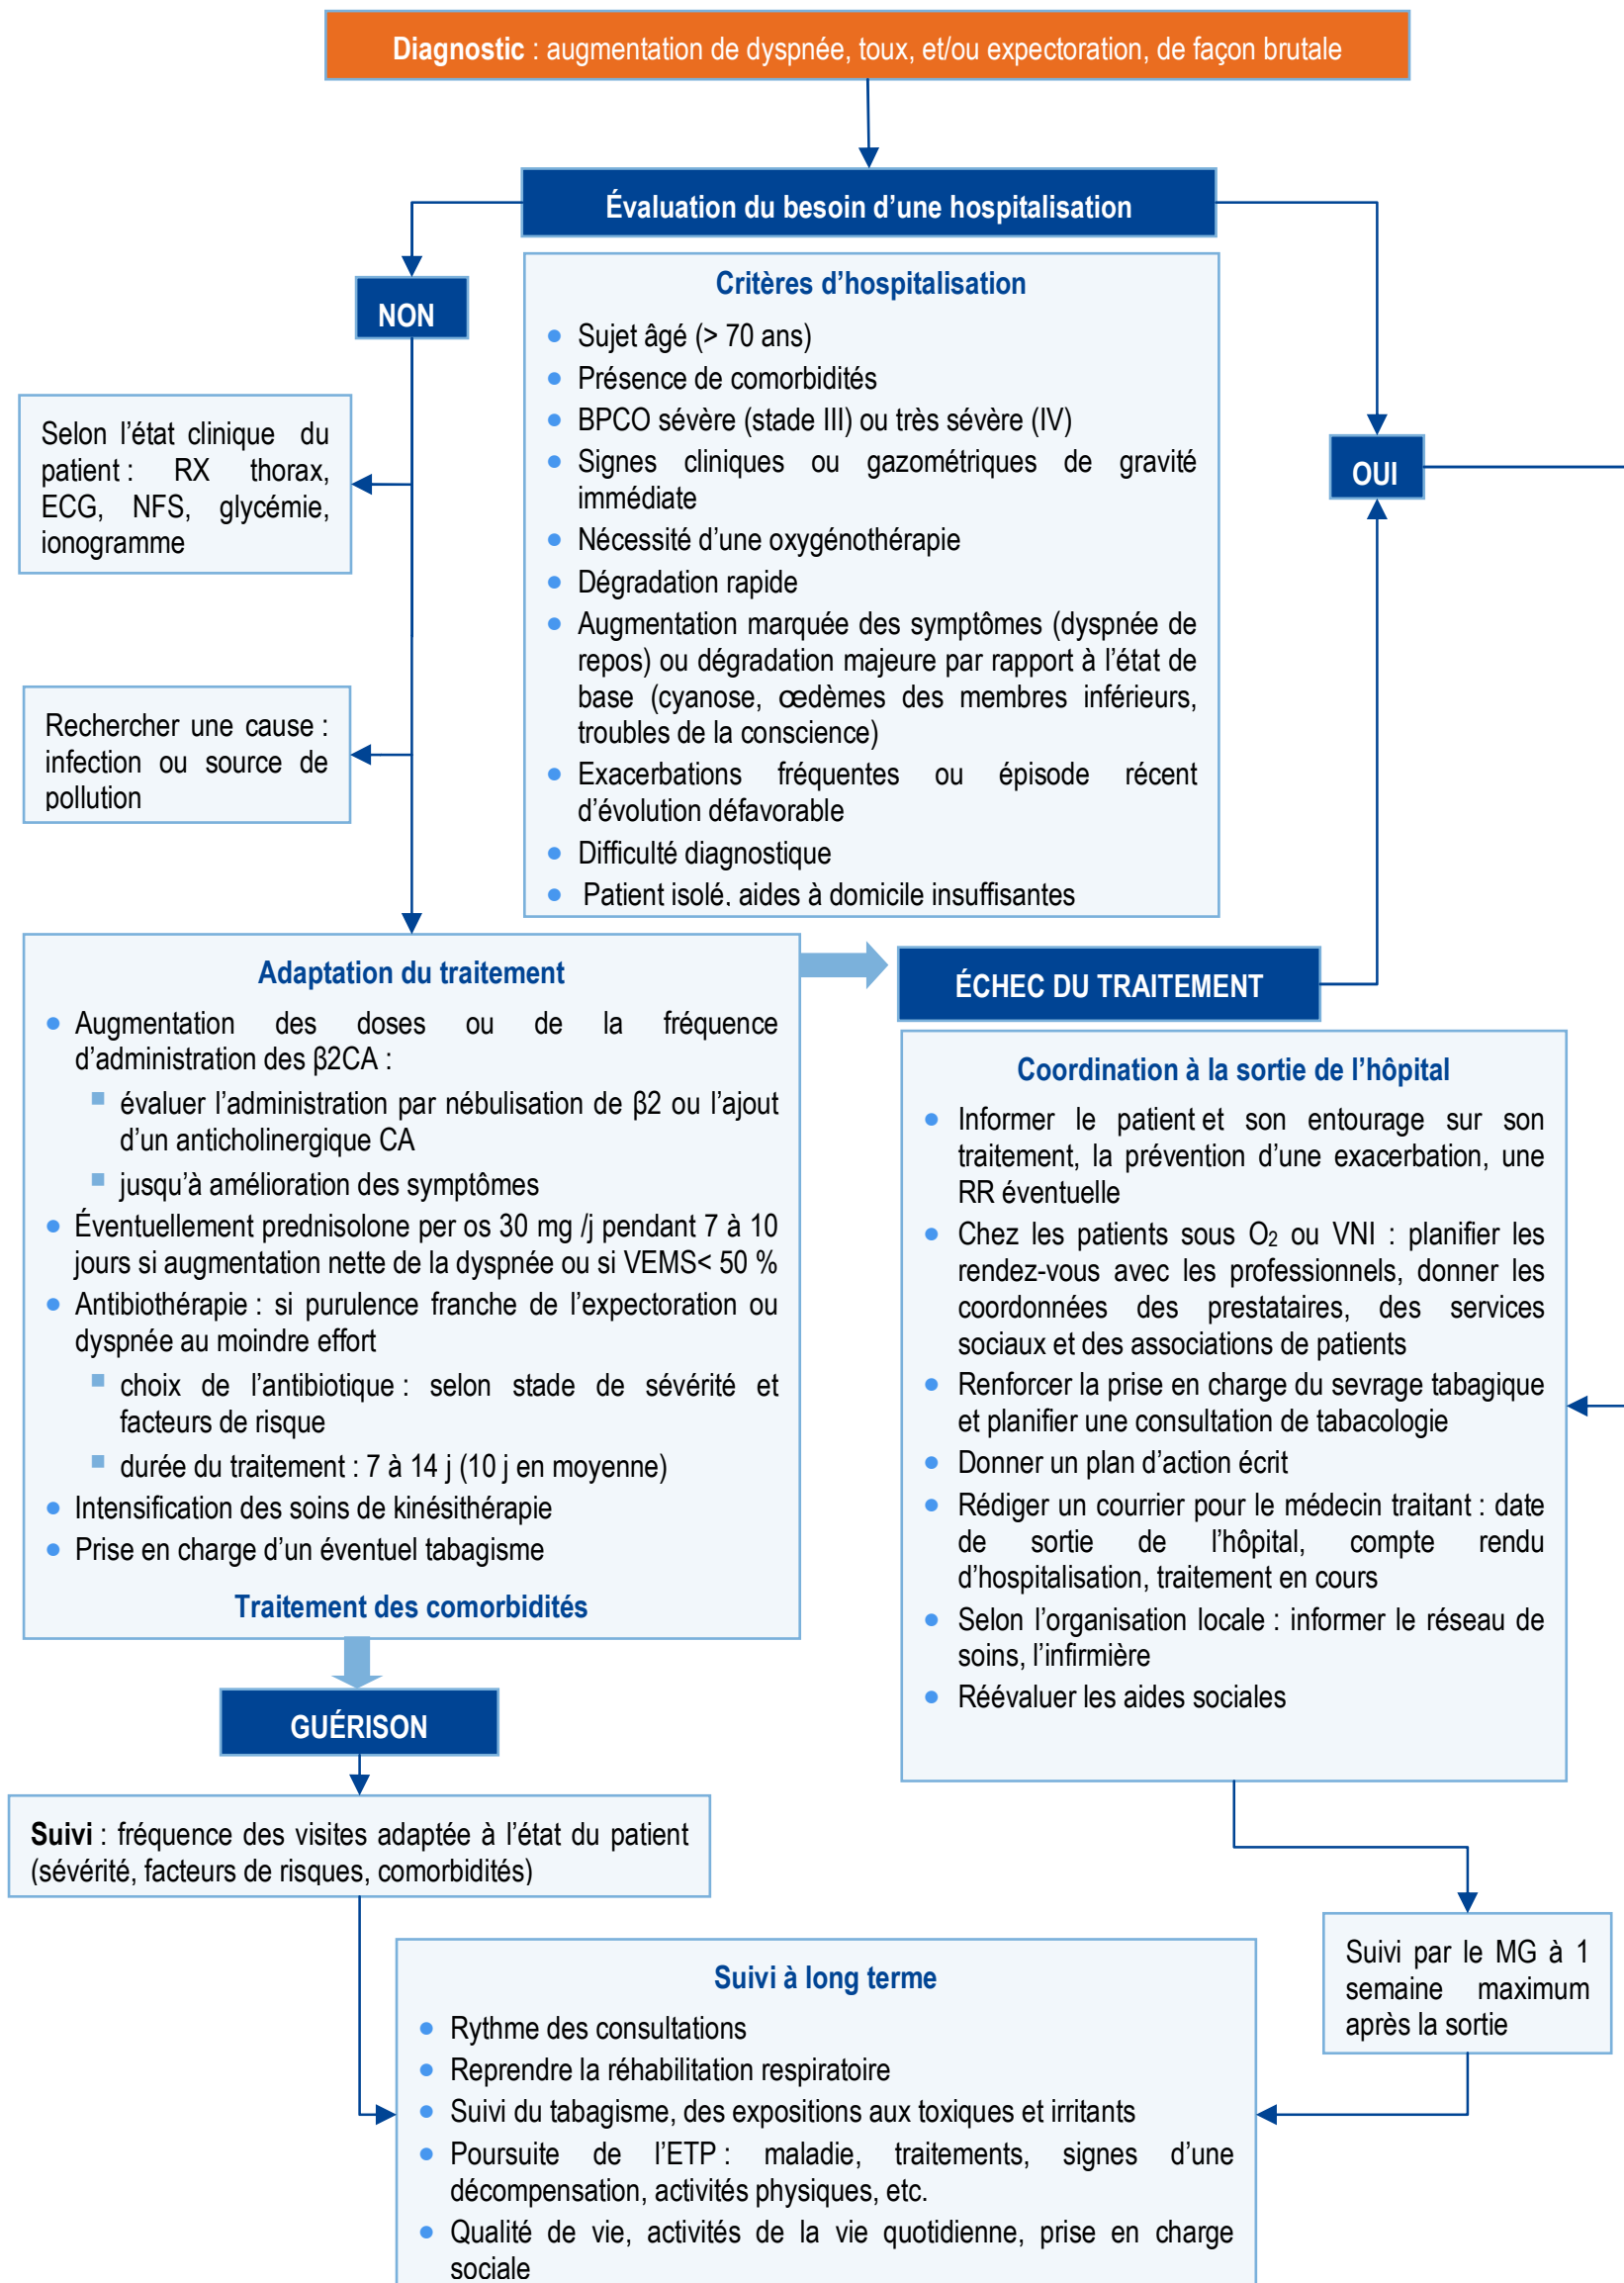 Diagnostic : augmentation de dyspnée, toux, et/ou expectoration, de façon brutale
Évaluation du besoin d’une hospitalisation
NON
Critères d’hospitalisation
• Sujet âgé (> 70 ans)
• Présence de comorbidités
• BPCO sévère (stade III) ou très sévère (IV)
• Signes cliniques ou gazométriques de gravité
immédiate
• Nécessité d’une oxygénothérapie
• Dégradation rapide
• Augmentation marquée des symptômes (dyspnée de
repos) ou dégradation majeure par rapport à l’état de
base (cyanose, œdèmes des membres inférieurs,
troubles de la conscience)
• Exacerbations fréquentes ou épisode récent
d’évolution défavorable
• Difficulté diagnostique
• Patient isolé, aides à domicile insuffisantes
OUI
Selon l’état clinique du
patient : RX thorax,
ECG, NFS, glycémie,
ionogramme
Rechercher une cause :
infection ou source de
pollution
Adaptation du traitement
• Augmentation des doses ou de la fréquence
d’administration des β2CA :
▪ évaluer l’administration par nébulisation de β2 ou l’ajout
d’un anticholinergique CA
▪ jusqu’à amélioration des symptômes
• Éventuellement prednisolone per os 30 mg /j pendant 7 à 10
jours si augmentation nette de la dyspnée ou si VEMS< 50 %
• Antibiothérapie : si purulence franche de l’expectoration ou
dyspnée au moindre effort
▪ choix de l’antibiotique : selon stade de sévérité et
facteurs de risque
▪ durée du traitement : 7 à 14 j (10 j en moyenne)
• Intensification des soins de kinésithérapie
• Prise en charge d’un éventuel tabagisme
Traitement des comorbidités
ÉCHEC DU TRAITEMENT
Coordination à la sortie de l’hôpital
• Informer le patient et son entourage sur son
traitement, la prévention d’une exacerbation, une
RR éventuelle
• Chez les patients sous O2 ou VNI : planifier les
rendez-vous avec les professionnels, donner les
coordonnées des prestataires, des services
sociaux et des associations de patients
• Renforcer la prise en charge du sevrage tabagique
et planifier une consultation de tabacologie
• Donner un plan d’action écrit
• Rédiger un courrier pour le médecin traitant : date
de sortie de l’hôpital, compte rendu
d’hospitalisation, traitement en cours
• Selon l’organisation locale : informer le réseau de
soins, l’infirmière
• Réévaluer les aides sociales
GUÉRISON
Suivi : fréquence des visites adaptée à l’état du patient
(sévérité, facteurs de risques, comorbidités)
Suivi par le MG à 1
semaine maximum
après la sortie
Suivi à long terme
• Rythme des consultations
• Reprendre la réhabilitation respiratoire
• Suivi du tabagisme, des expositions aux toxiques et irritants
• Poursuite de l’ETP : maladie, traitements, signes d’une
décompensation, activités physiques, etc.
• Qualité de vie, activités de la vie quotidienne, prise en charge
sociale